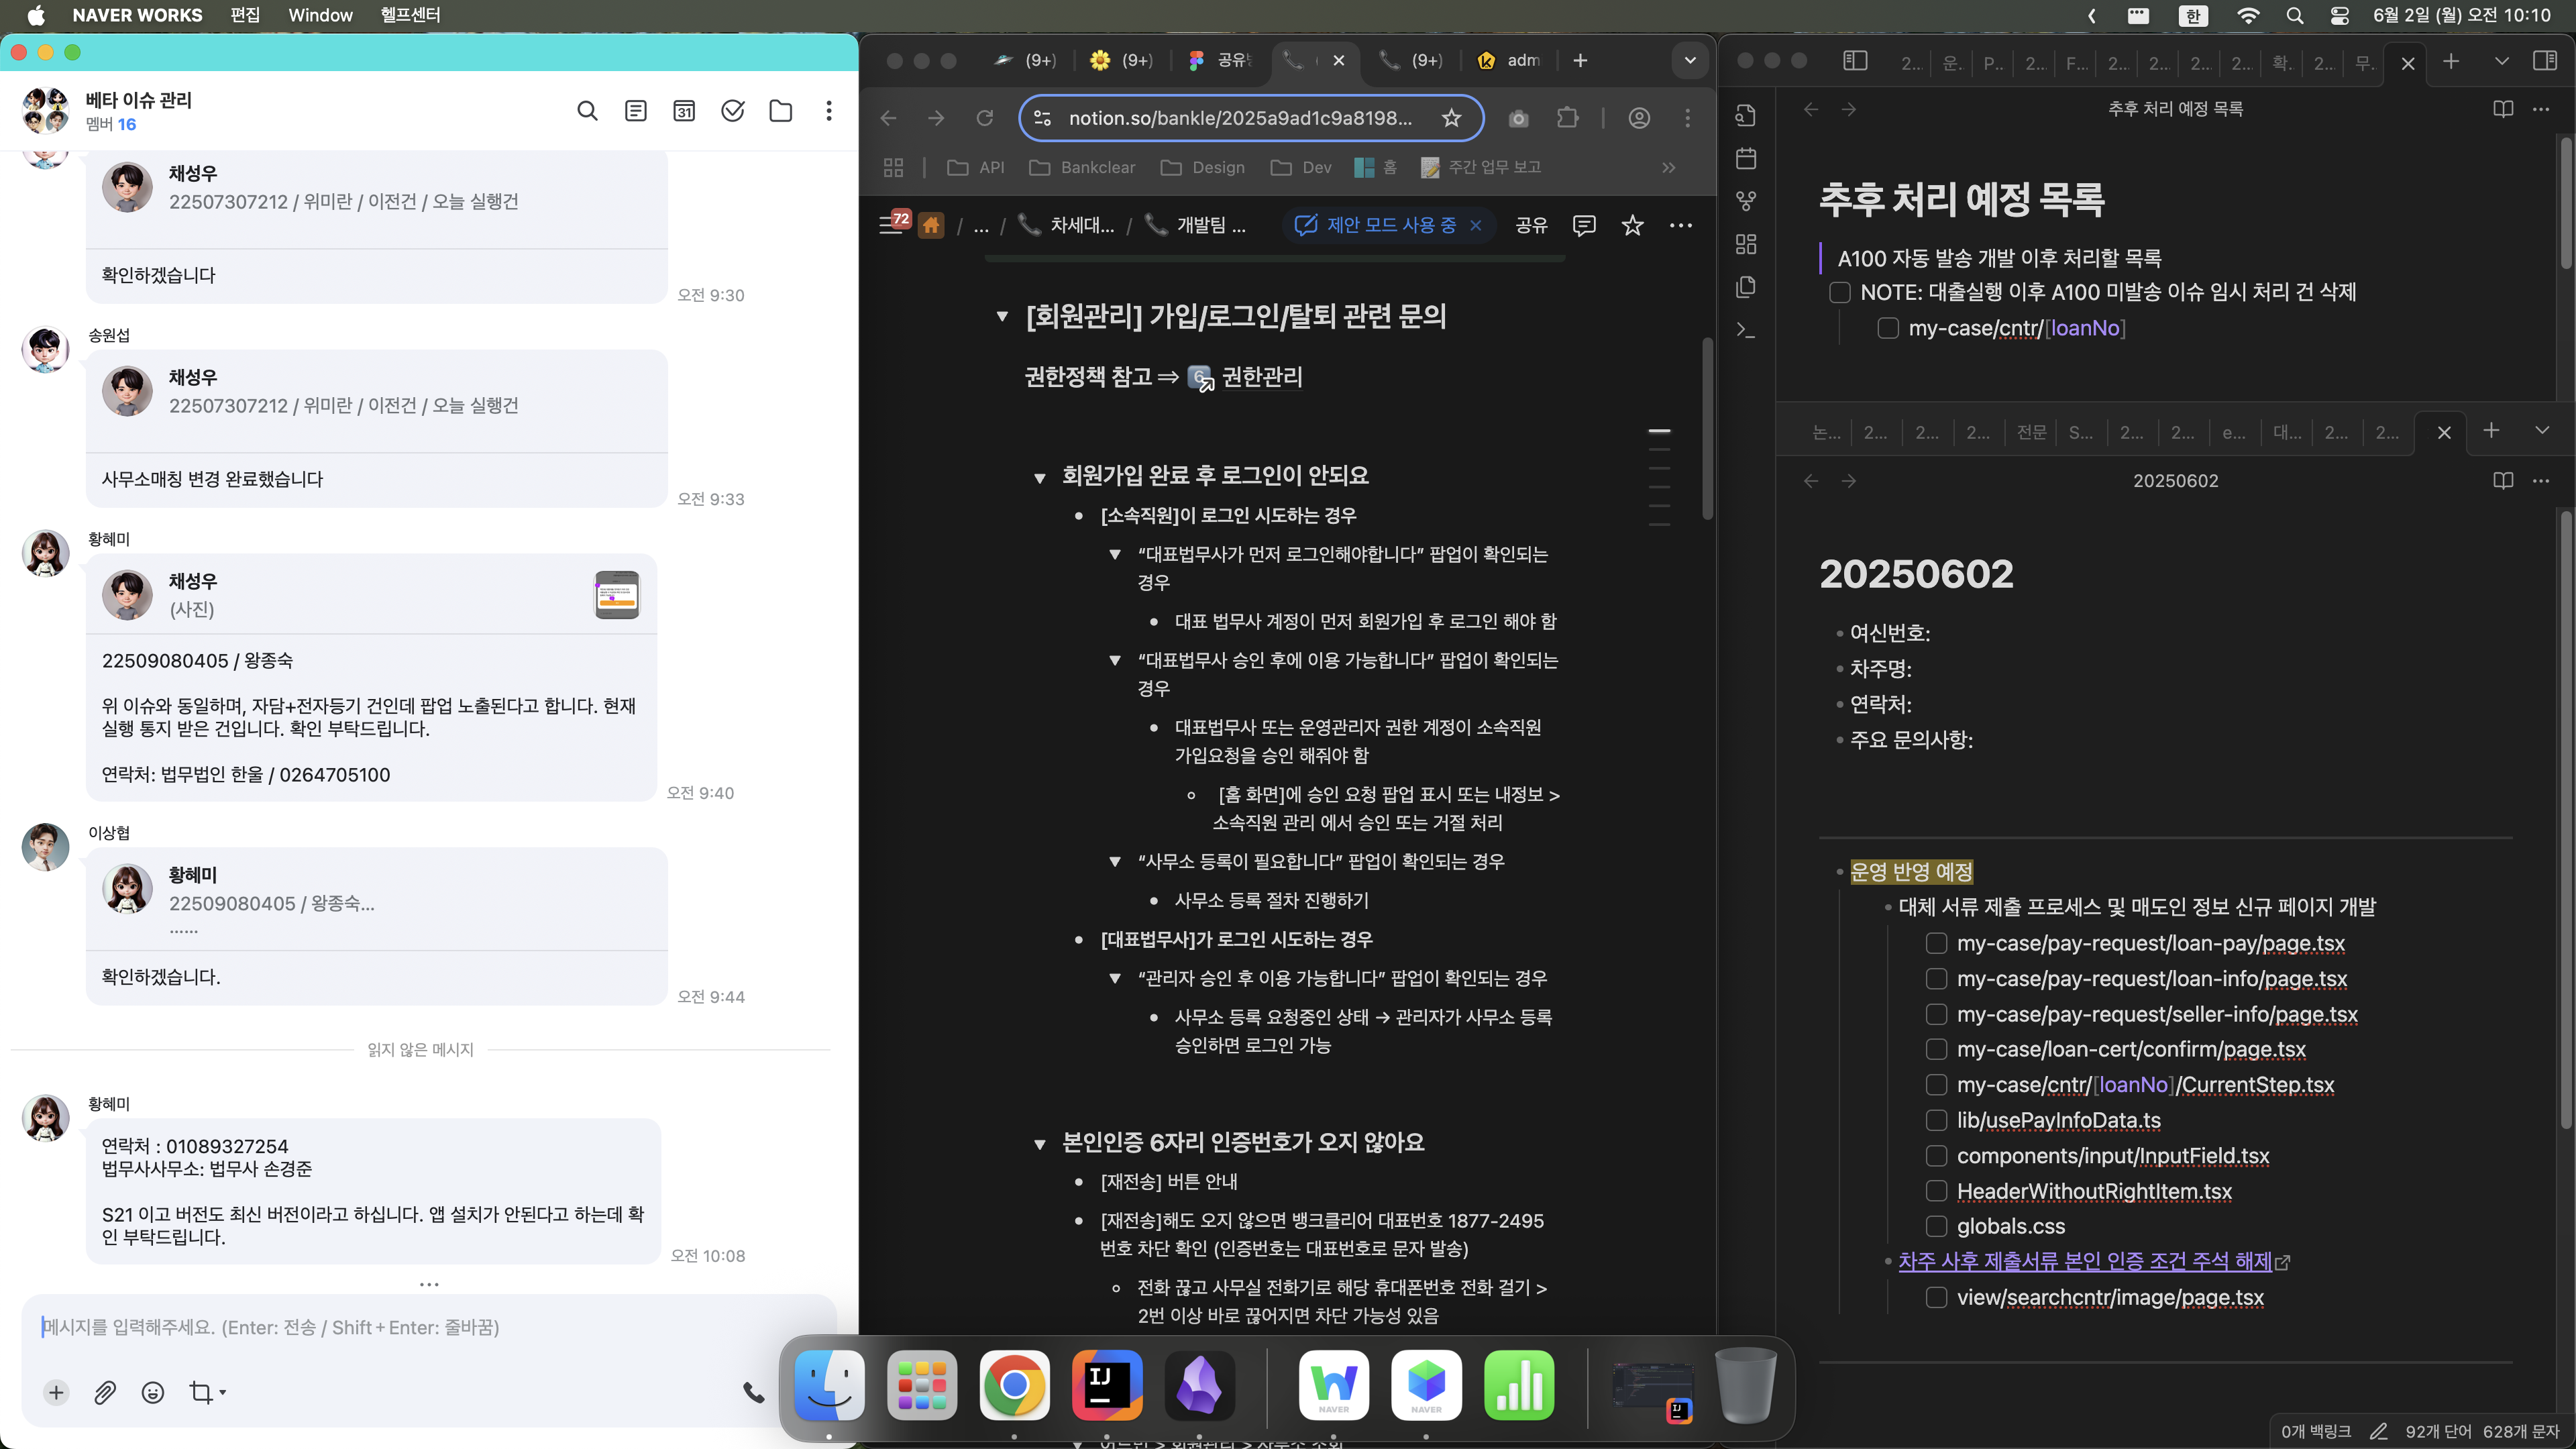 NAVER WORKS 편집 Window 헬프센터
한 6월 2일 (월) 오전 10:10
베타 이슈 관리
멤버 16
31
채성우
22507307212 / 위미란 / 이전건 / 오늘 실행건
확인하겠습니다
오전 9:30
송원섭
채성우
22507307212 / 위미란 / 이전건 / 오늘 실행건
사무소매칭 변경 완료했습니다
오전 9:33
황혜미
채성우
(사진)
22509080405 / 왕종숙
위 이슈와 동일하며, 자담+전자등기 건인데 팝업 노출된다고 합니다. 현재
실행 통지 받은 건입니다. 확인 부탁드립니다.
연락처: 법무법인 한울 / 0264705100
오전 9:40
이상협
황혜미
22509080405 / 왕종숙...
......
확인하겠습니다.
오전 9:44
읽지 않은 메시지
황혜미
연락처 : 01089327254
법무사사무소: 법무사 손경준
S21 이고 버전도 최신 버전이라고 하십니다. 앱 설치가 안된다고 하는데 확
인 부탁드립니다.
오전 10:08
메시지를 입력해주세요. (Enter: 전송 / Shift + Enter: 줄바꿈)
(9+) (9+) 공유 (9+) adm
notion.so/bankle/2025a9ad1c9a8198...
API Bankclear Design Dev 홈 주간 업무 보고
72 / ... / 차세대... / 개발팀 ... 제안 모드 사용 중 공유
[회원관리] 가입/로그인/탈퇴 관련 문의
권한정책 참고 ⇒ 6 권한관리
회원가입 완료 후 로그인이 안되요
[소속직원]이 로그인 시도하는 경우
“대표법무사가 먼저 로그인해야합니다” 팝업이 확인되는
경우
대표 법무사 계정이 먼저 회원가입 후 로그인 해야 함
“대표법무사 승인 후에 이용 가능합니다” 팝업이 확인되는
경우
대표법무사 또는 운영관리자 권한 계정이 소속직원
가입요청을 승인 해줘야 함
[홈 화면]에 승인 요청 팝업 표시 또는 내정보 >
소속직원 관리 에서 승인 또는 거절 처리
“사무소 등록이 필요합니다” 팝업이 확인되는 경우
사무소 등록 절차 진행하기
[대표법무사]가 로그인 시도하는 경우
“관리자 승인 후 이용 가능합니다” 팝업이 확인되는 경우
사무소 등록 요청중인 상태 → 관리자가 사무소 등록
승인하면 로그인 가능
본인인증 6자리 인증번호가 오지 않아요
[재전송] 버튼 안내
[재전송]해도 오지 않으면 뱅크클리어 대표번호 1877-2495
번호 차단 확인 (인증번호는 대표번호로 문자 발송)
전화 끊고 사무실 전화기로 해당 휴대폰번호 전화 걸기 >
2번 이상 바로 끊어지면 차단 가능성 있음
2... 운. P... 2... F... 2... 2... 2... 2... 확. 2... 무.
추후 처리 예정 목록
추후 처리 예정 목록
A100 자동 발송 개발 이후 처리할 목록
NOTE: 대출실행 이후 A100 미발송 이슈 임시 처리 건 삭제
my-case/cntr/[loanNo]
논... 2... 2... 2... 전문 S... 2... 2... e... 대... 2... 2...
20250602
20250602
여신번호:
차주명:
연락처:
주요 문의사항:
운영 반영 예정
대체 서류 제출 프로세스 및 매도인 정보 신규 페이지 개발
my-case/pay-request/loan-pay/page.tsx
my-case/pay-request/loan-info/page.tsx
my-case/pay-request/seller-info/page.tsx
my-case/loan-cert/confirm/page.tsx
my-case/cntr/[loanNo]/CurrentStep.tsx
lib/usePayInfoData.ts
components/input/InputField.tsx
HeaderWithoutRightItem.tsx
globals.css
차주 사후 제출서류 본인 인증 조건 주석 해제
view/searchcntr/image/page.tsx
IJ NAVER NAVER IJ
0개 백링크 92개 단어 628개 문자